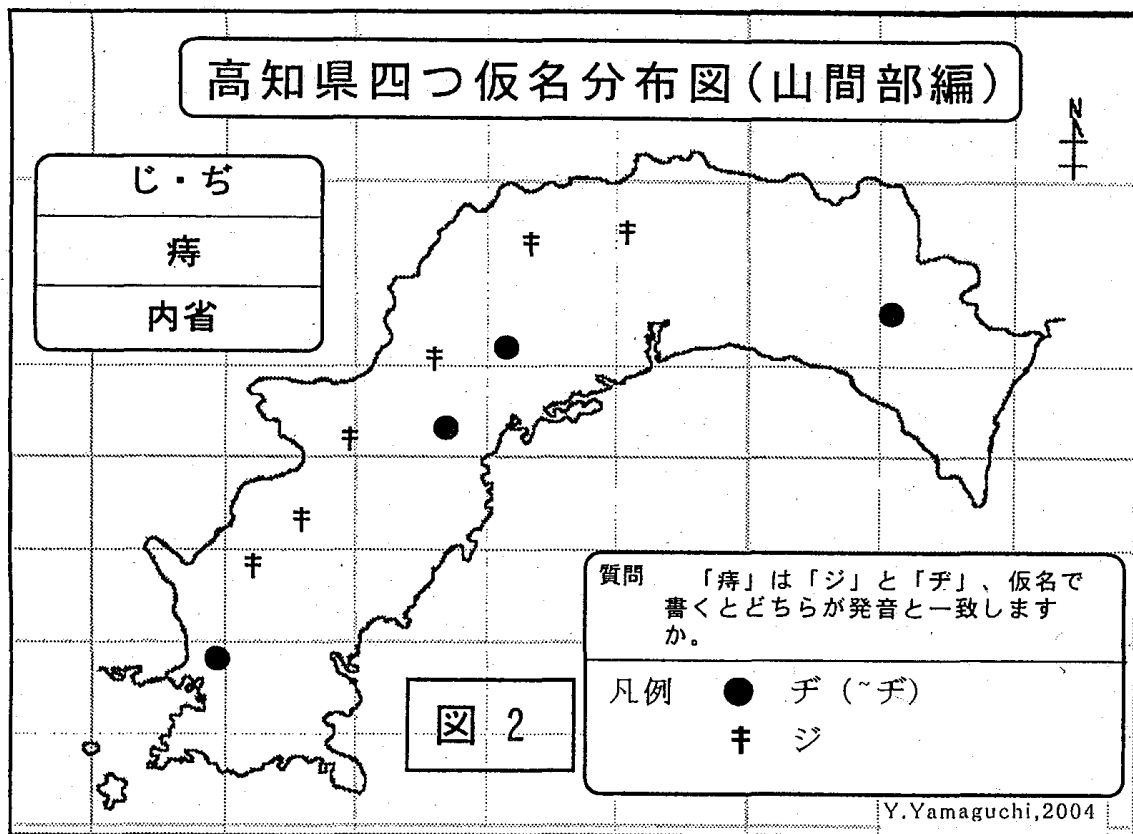 高知県四つ仮名分布図(山間部編)
N
じ・ぢ
痔
内省
質問 「痔」は「ジ」と「ヂ」、仮名で
書くとどちらが発音と一致します
か。
凡例 ● ヂ (~ヂ)
ジ
図 2
Y.Yamaguchi,2004